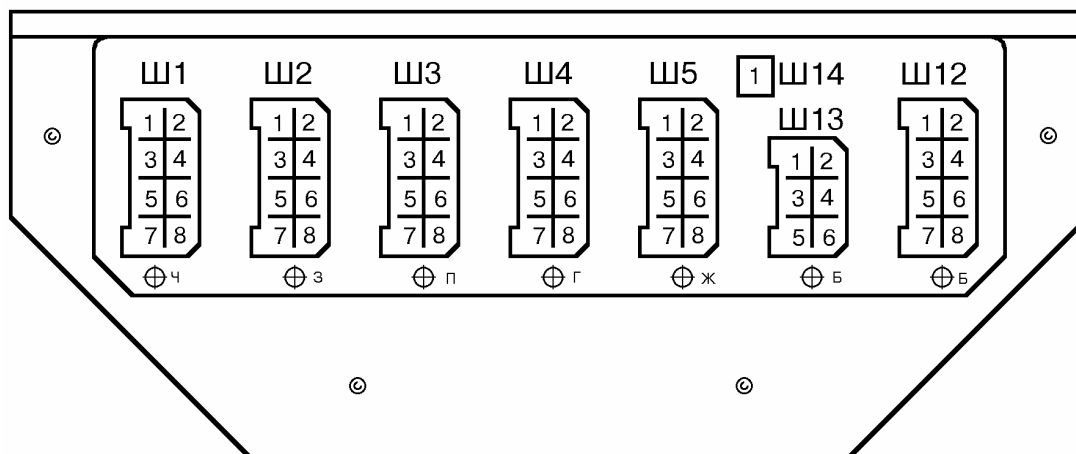 Ш1 Ш2 Ш3 Ш4 Ш5 1 Ш14 Ш12
Ш13
1 2 1 2 1 2 1 2 1 2 1 2
1 2
3 4 3 4 3 4 3 4 3 4 3 4
5 6 5 6 5 6 5 6 5 6 3 4 5 6
7 8 7 8 7 8 7 8 7 8 5 6 7 8
Ч З П Г Ж Б Б